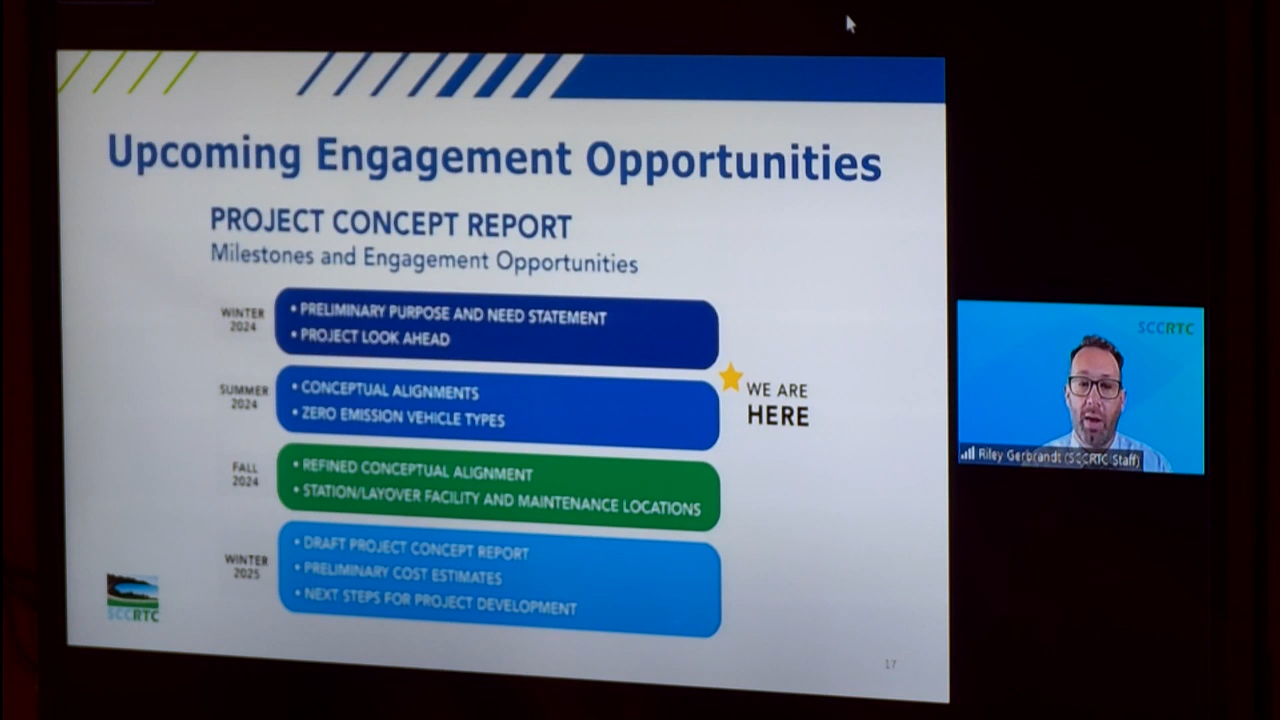 Upcoming Engagement Opportunities
PROJECT CONCEPT REPORT
Milestones and Engagement Opportunities
WINTER
2024
• PRELIMINARY PURPOSE AND NEED STATEMENT
• PROJECT LOOK AHEAD
SUMMER
2024
• CONCEPTUAL ALIGNMENTS
• ZERO EMISSION VEHICLE TYPES
WE ARE
HERE
FALL
2024
• REFINED CONCEPTUAL ALIGNMENT
• STATION/LAYOVER FACILITY AND MAINTENANCE LOCATIONS
WINTER
2025
• DRAFT PROJECT CONCEPT REPORT
• PRELIMINARY COST ESTIMATES
• NEXT STEPS FOR PROJECT DEVELOPMENT
SCCRTC
17
SCCRTC
Riley Gerbrandt (SCCRTC Staff)